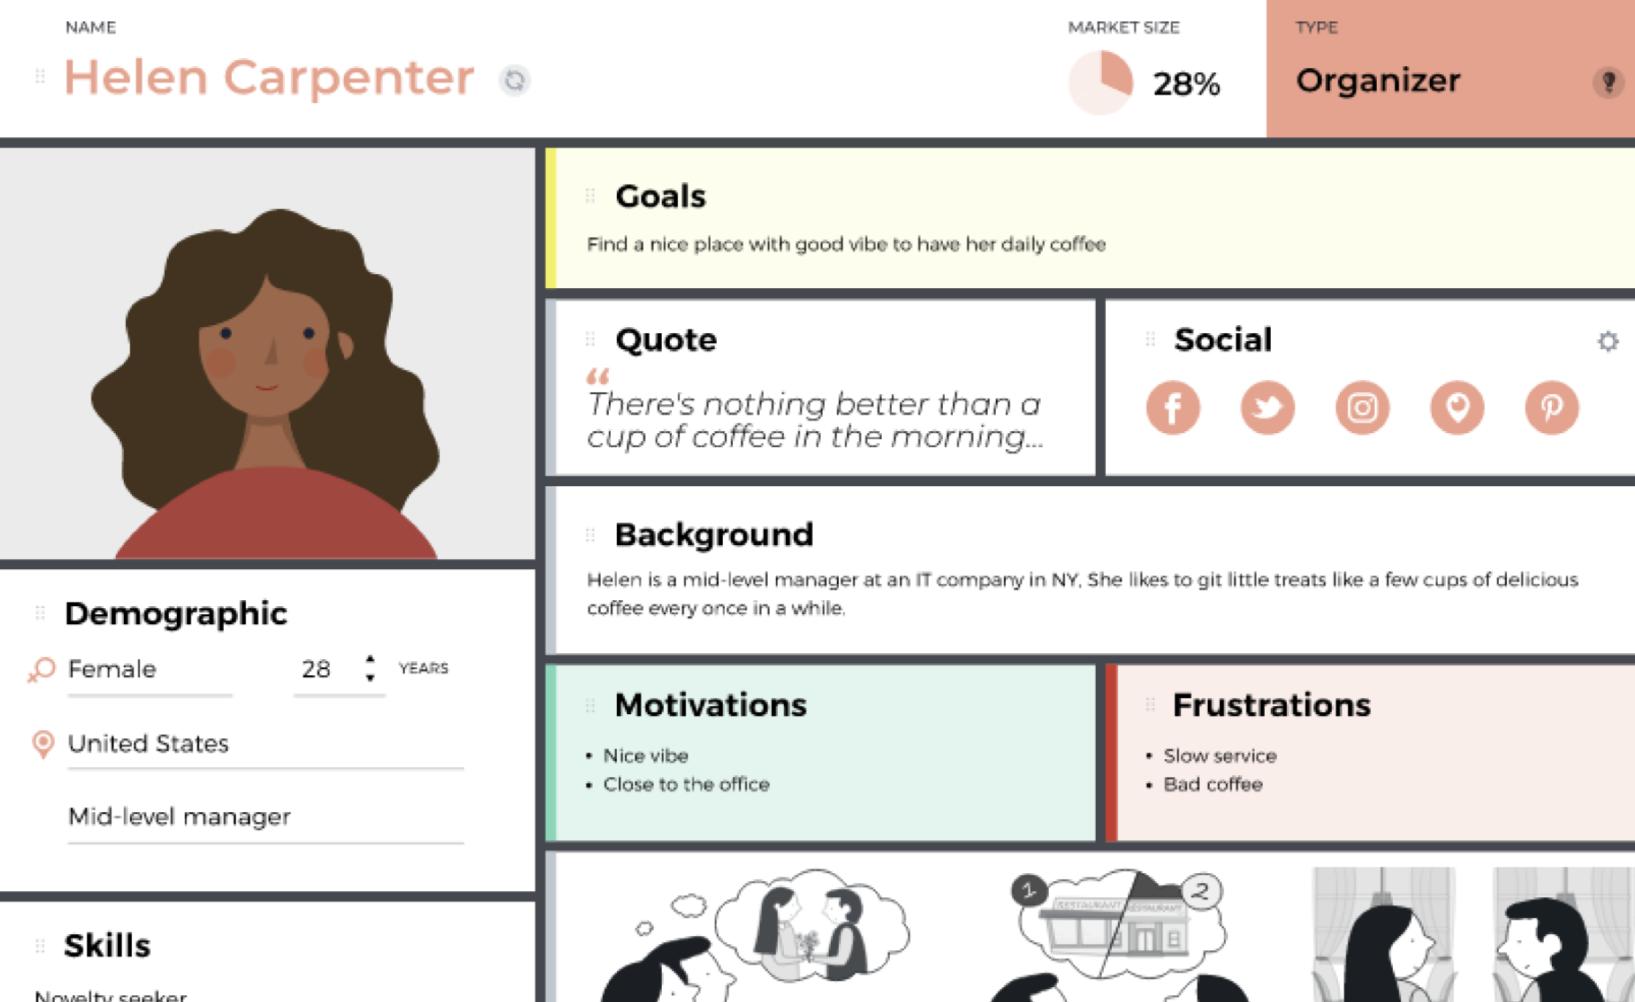 NAME
Helen Carpenter
MARKET SIZE
28%
TYPE
Organizer
Goals
Find a nice place with good vibe to have her daily coffee
Quote
“
There's nothing better than a
cup of coffee in the morning...
Social
Background
Helen is a mid-level manager at an IT company in NY, She likes to git little treats like a few cups of delicious
coffee every once in a while.
Demographic
Female
28
YEARS
United States
Mid-level manager
Motivations
• Nice vibe
• Close to the office
Frustrations
• Slow service
• Bad coffee
Skills
Novelty seeker
1
2
RESTAURANT
RESTAURANT